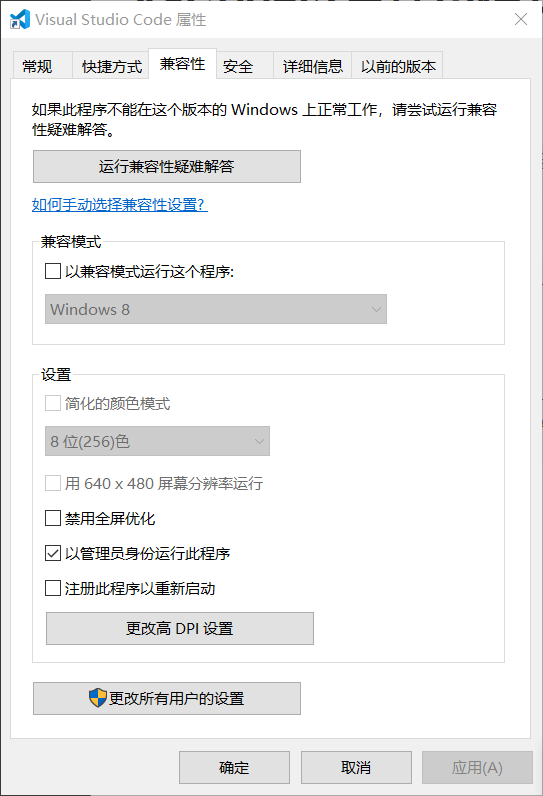 Visual Studio Code 属性
常规 快捷方式 兼容性 安全 详细信息 以前的版本
如果此程序不能在这个版本的 Windows 上正常工作，请尝试运行兼容
性疑难解答。
运行兼容性疑难解答
如何手动选择兼容性设置?
兼容模式
以兼容模式运行这个程序:
Windows 8
设置
简化的颜色模式
8 位(256)色
用 640 x 480 屏幕分辨率运行
禁用全屏优化
以管理员身份运行此程序
注册此程序以重新启动
更改高 DPI 设置
更改所有用户的设置
确定 取消 应用(A)